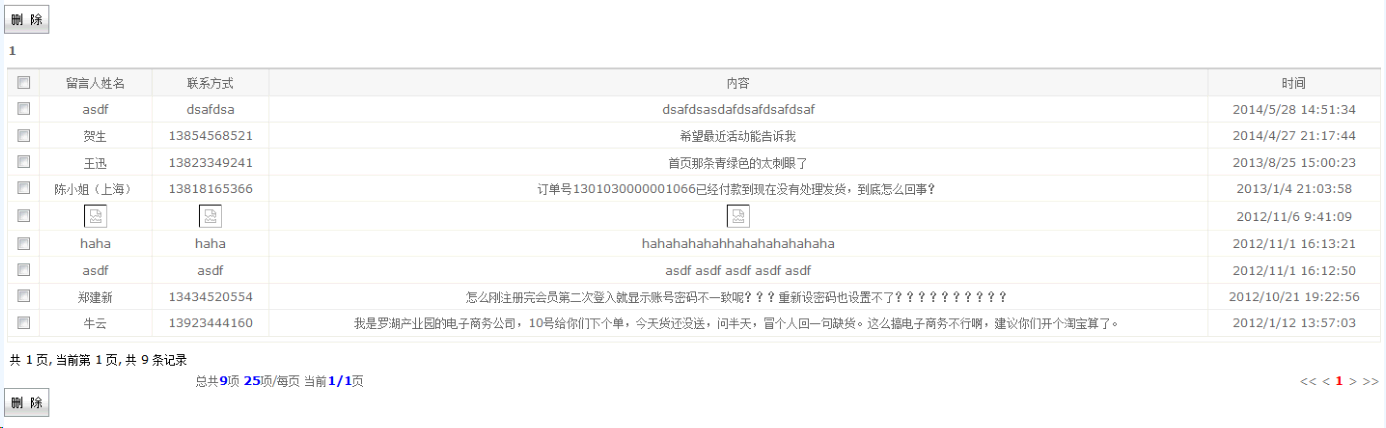 删 除
1
留言人姓名 联系方式 内容 时间
asdf dsafdsa dsafdsasdafdsafdsafdsaf 2014/5/28 14:51:34
贺生 13854568521 希望最近活动能告诉我 2014/4/27 21:17:44
王迅 13823349241 首页那条青绿色的太刺眼了 2013/8/25 15:00:23
陈小姐（上海） 13818165366 订单号1301030000001066已经付款到现在没有处理发货，到底怎么回事？ 2013/1/4 21:03:58
2012/11/6 9:41:09
haha haha hahahahahahhahahahahahaha 2012/11/1 16:13:21
asdf asdf asdf asdf asdf asdf asdf 2012/11/1 16:12:50
郑建新 13434520554 怎么刚注册完会员第二次登入就显示账号密码不一致呢？？？重新设密码也设置不了？？？？？？？？？？ 2012/10/21 19:22:56
牛云 13923444160 我是罗湖产业园的电子商务公司，10号给你们下个单，今天货还没送，问半天，冒个人回一句缺货。这么搞电子商务不行啊，建议你们开个淘宝算了。 2012/1/12 13:57:03
共 1 页, 当前第 1 页, 共 9 条记录
总共9项 25项/每页 当前1/1页 << < 1 > >>
删 除